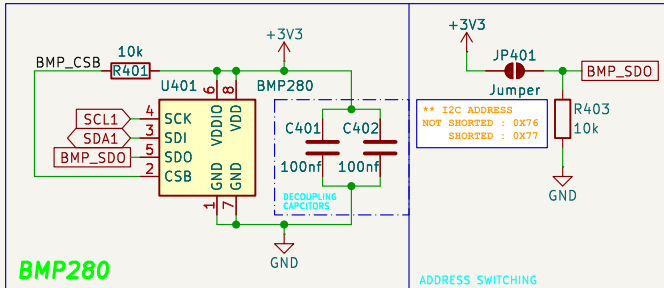 +3V3
10k
BMP_CSB
R401
U401
BMP280
6
8
VDDIO
VDD
SCL1
4
SCK
SDA1
3
SDI
BMP_SDO
5
SDO
2
CSB
GND
GND
1
7
C401
C402
100nf
100nf
DECOUPLING
CAPCITORS
GND
BMP280
+3V3
JP401
Jumper
BMP_SDO
** I2C ADDRESS
NOT SHORTED : 0X76
SHORTED : 0X77
R403
10k
GND
ADDRESS SWITCHING